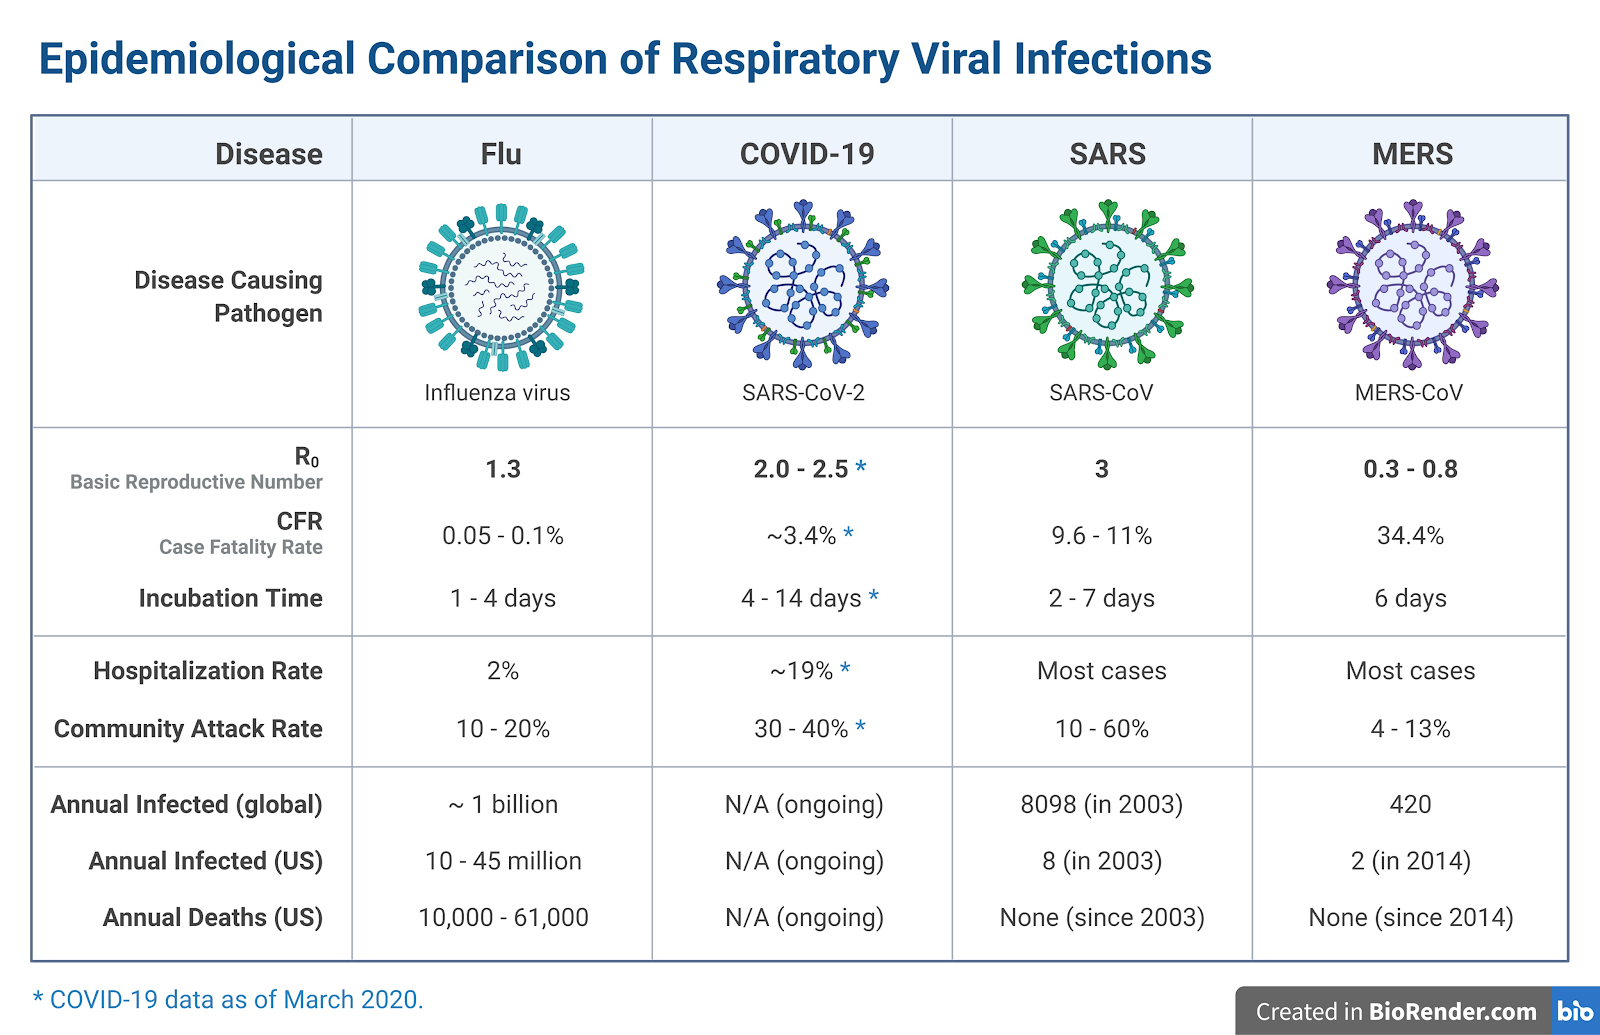 Epidemiological Comparison of Respiratory Viral Infections
Disease Flu COVID-19 SARS MERS
Disease Causing
Pathogen
Influenza virus SARS-CoV-2 SARS-CoV MERS-CoV
R₀ 
Basic Reproductive Number
1.3 2.0 - 2.5 * 3 0.3 - 0.8
CFR
Case Fatality Rate
0.05 - 0.1% ~3.4% * 9.6 - 11% 34.4%
Incubation Time 1 - 4 days 4 - 14 days * 2 - 7 days 6 days
Hospitalization Rate 2% ~19% * Most cases Most cases
Community Attack Rate 10 - 20% 30 - 40% * 10 - 60% 4 - 13%
Annual Infected (global) ~ 1 billion N/A (ongoing) 8098 (in 2003) 420
Annual Infected (US) 10 - 45 million N/A (ongoing) 8 (in 2003) 2 (in 2014)
Annual Deaths (US) 10,000 - 61,000 N/A (ongoing) None (since 2003) None (since 2014)
* COVID-19 data as of March 2020.
Created in BioRender.com bio